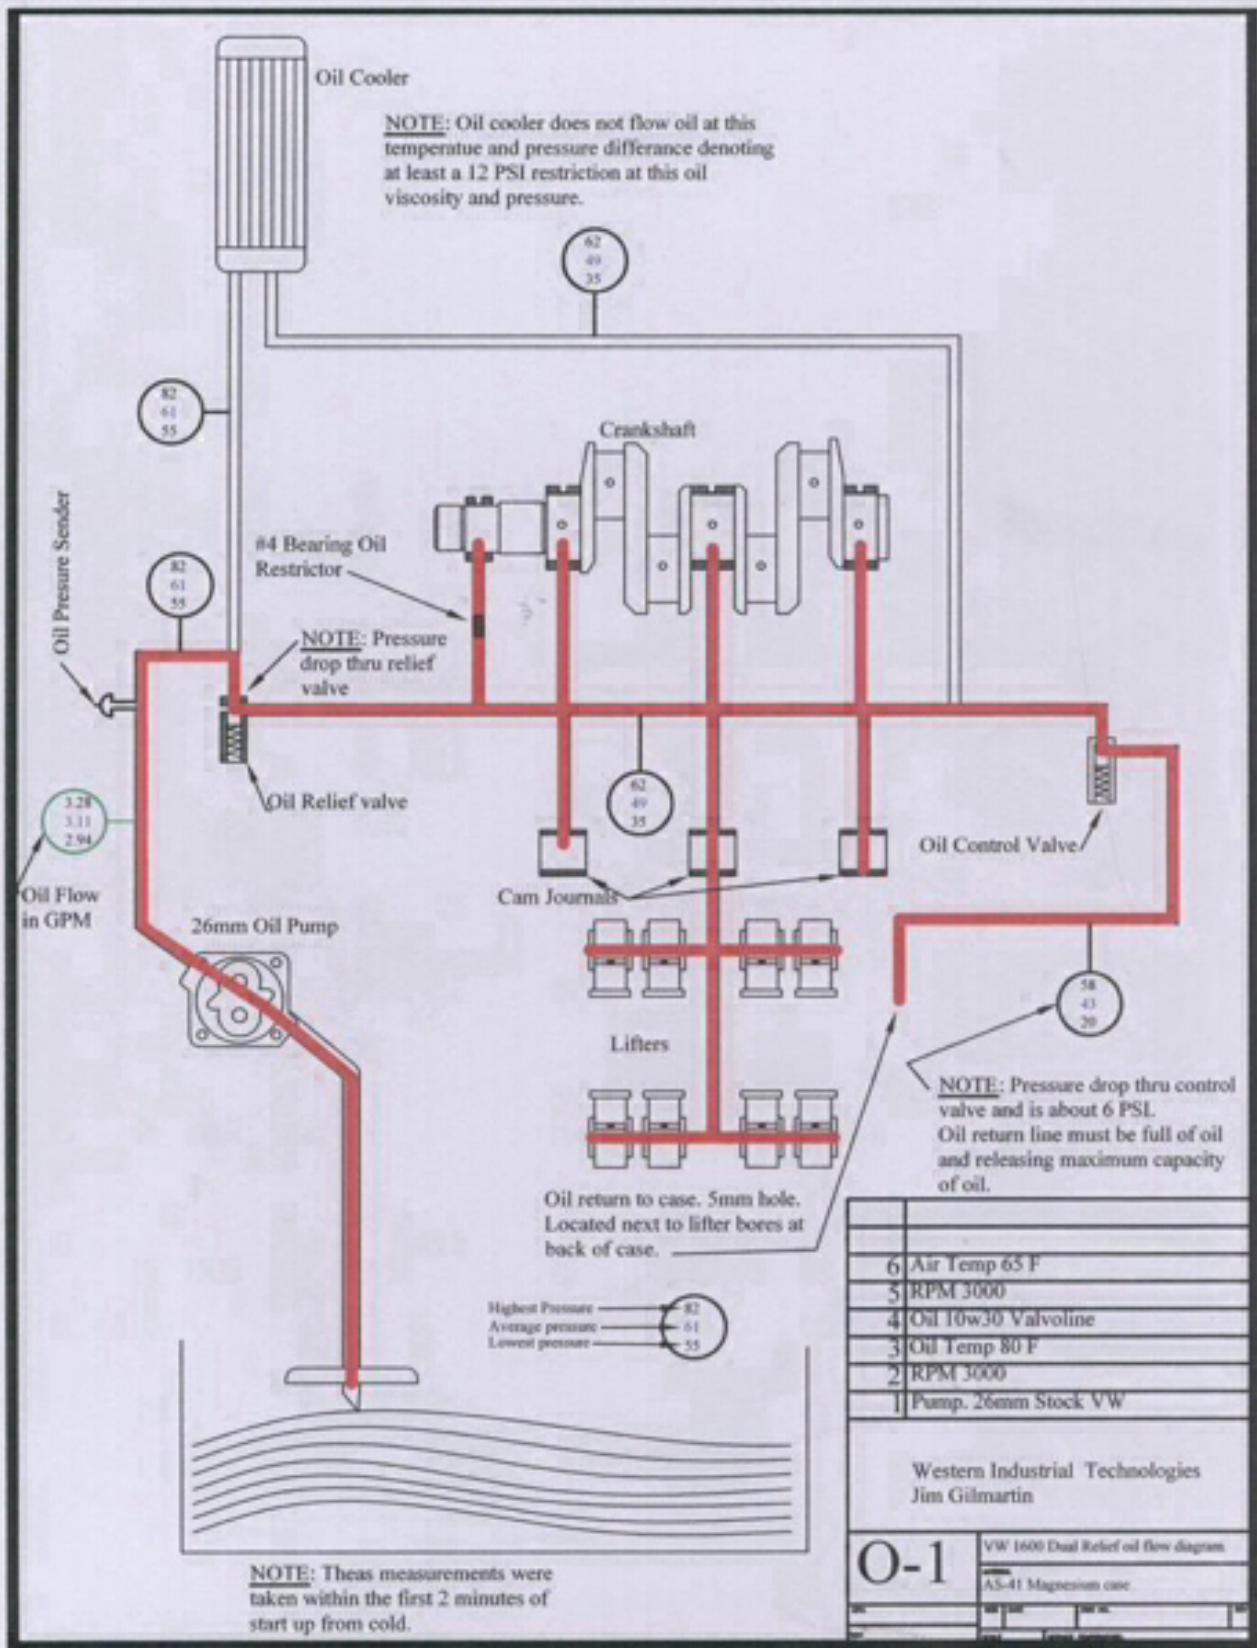 Oil Cooler
NOTE: Oil cooler does not flow oil at this
temperatue and pressure differance denoting
at least a 12 PSI restriction at this oil
viscosity and pressure.
62
49
35
82
61
55
Crankshaft
Oil Presure Sender
#4 Bearing Oil
Restrictor
82
61
55
NOTE: Pressure
drop thru relief
valve
Oil Relief valve
62
49
35
3.28
3.11
2.94
Oil Flow
in GPM
Oil Control Valve
Cam Journals
26mm Oil Pump
58
43
20
Lifters
NOTE: Pressure drop thru control
valve and is about 6 PSI.
Oil return line must be full of oil
and releasing maximum capacity
of oil.
Oil return to case. 5mm hole.
Located next to lifter bores at
back of case.
Highest Pressure 82
Average pressure 61
Lowest pressure 55
6 Air Temp 65 F
5 RPM 3000
4 Oil 10w30 Valvoline
3 Oil Temp 80 F
2 RPM 3000
1 Pump. 26mm Stock VW
Western Industrial Technologies
Jim Gilmartin
O-1
VW 1600 Dual Relief oil flow diagram
AS-41 Magnesium case
NOTE: Theas measurements were
taken within the first 2 minutes of
start up from cold.